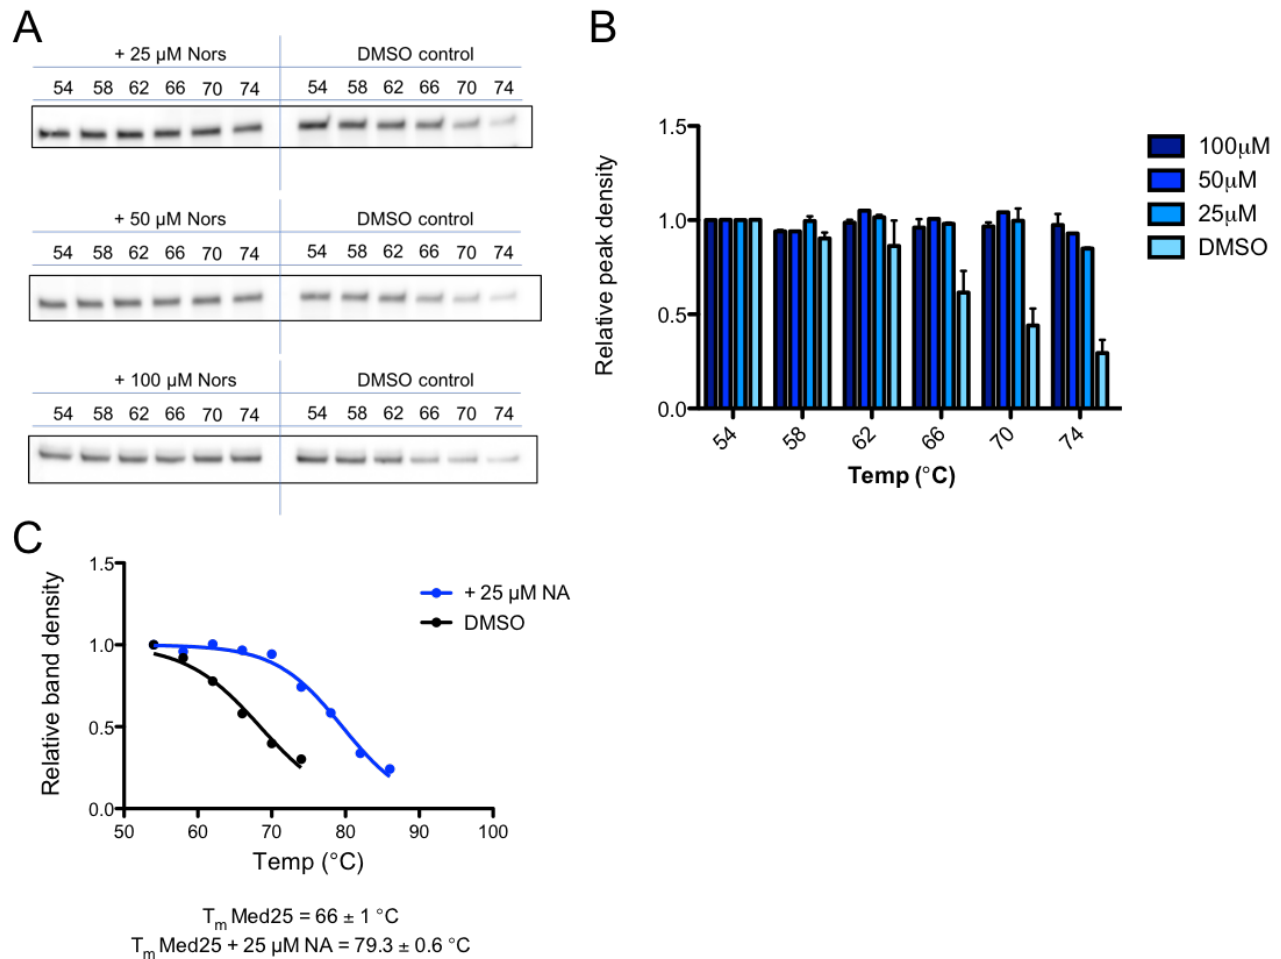 A
+ 25 µM Nors DMSO control
54 58 62 66 70 74 54 58 62 66 70 74
+ 50 µM Nors DMSO control
54 58 62 66 70 74 54 58 62 66 70 74
+ 100 µM Nors DMSO control
54 58 62 66 70 74 54 58 62 66 70 74
B
Relative peak density
1.5
1.0
0.5
0.0
54 58 62 66 70 74
Temp (°C)
100µM
50µM
25µM
DMSO
C
Relative band density
1.5
1.0
0.5
0.0
50 60 70 80 90 100
Temp (°C)
+ 25 µM NA
DMSO
Tm Med25 = 66 ± 1 °C
Tm Med25 + 25 µM NA = 79.3 ± 0.6 °C